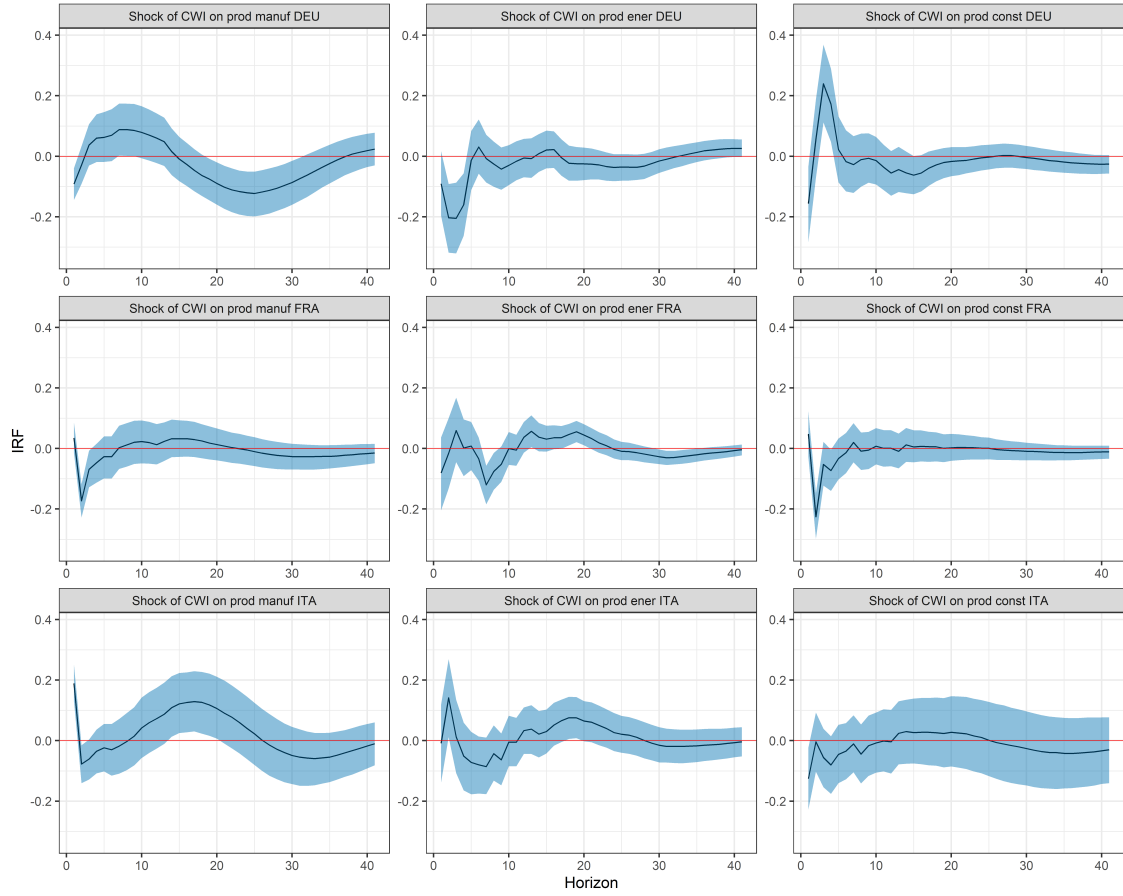 Shock of CWI on prod manuf DEU Shock of CWI on prod ener DEU Shock of CWI on prod const DEU
0.4 0.4 0.4
0.2 0.2 0.2
0.0 0.0 0.0
-0.2 -0.2 -0.2
0 10 20 30 40 0 10 20 30 40 0 10 20 30 40
Shock of CWI on prod manuf FRA Shock of CWI on prod ener FRA Shock of CWI on prod const FRA
0.4 0.4 0.4
0.2 0.2 0.2
IRF
0.0 0.0 0.0
-0.2 -0.2 -0.2
0 10 20 30 40 0 10 20 30 40 0 10 20 30 40
Shock of CWI on prod manuf ITA Shock of CWI on prod ener ITA Shock of CWI on prod const ITA
0.4 0.4 0.4
0.2 0.2 0.2
0.0 0.0 0.0
-0.2 -0.2 -0.2
0 10 20 30 40 0 10 20 30 40 0 10 20 30 40
Horizon